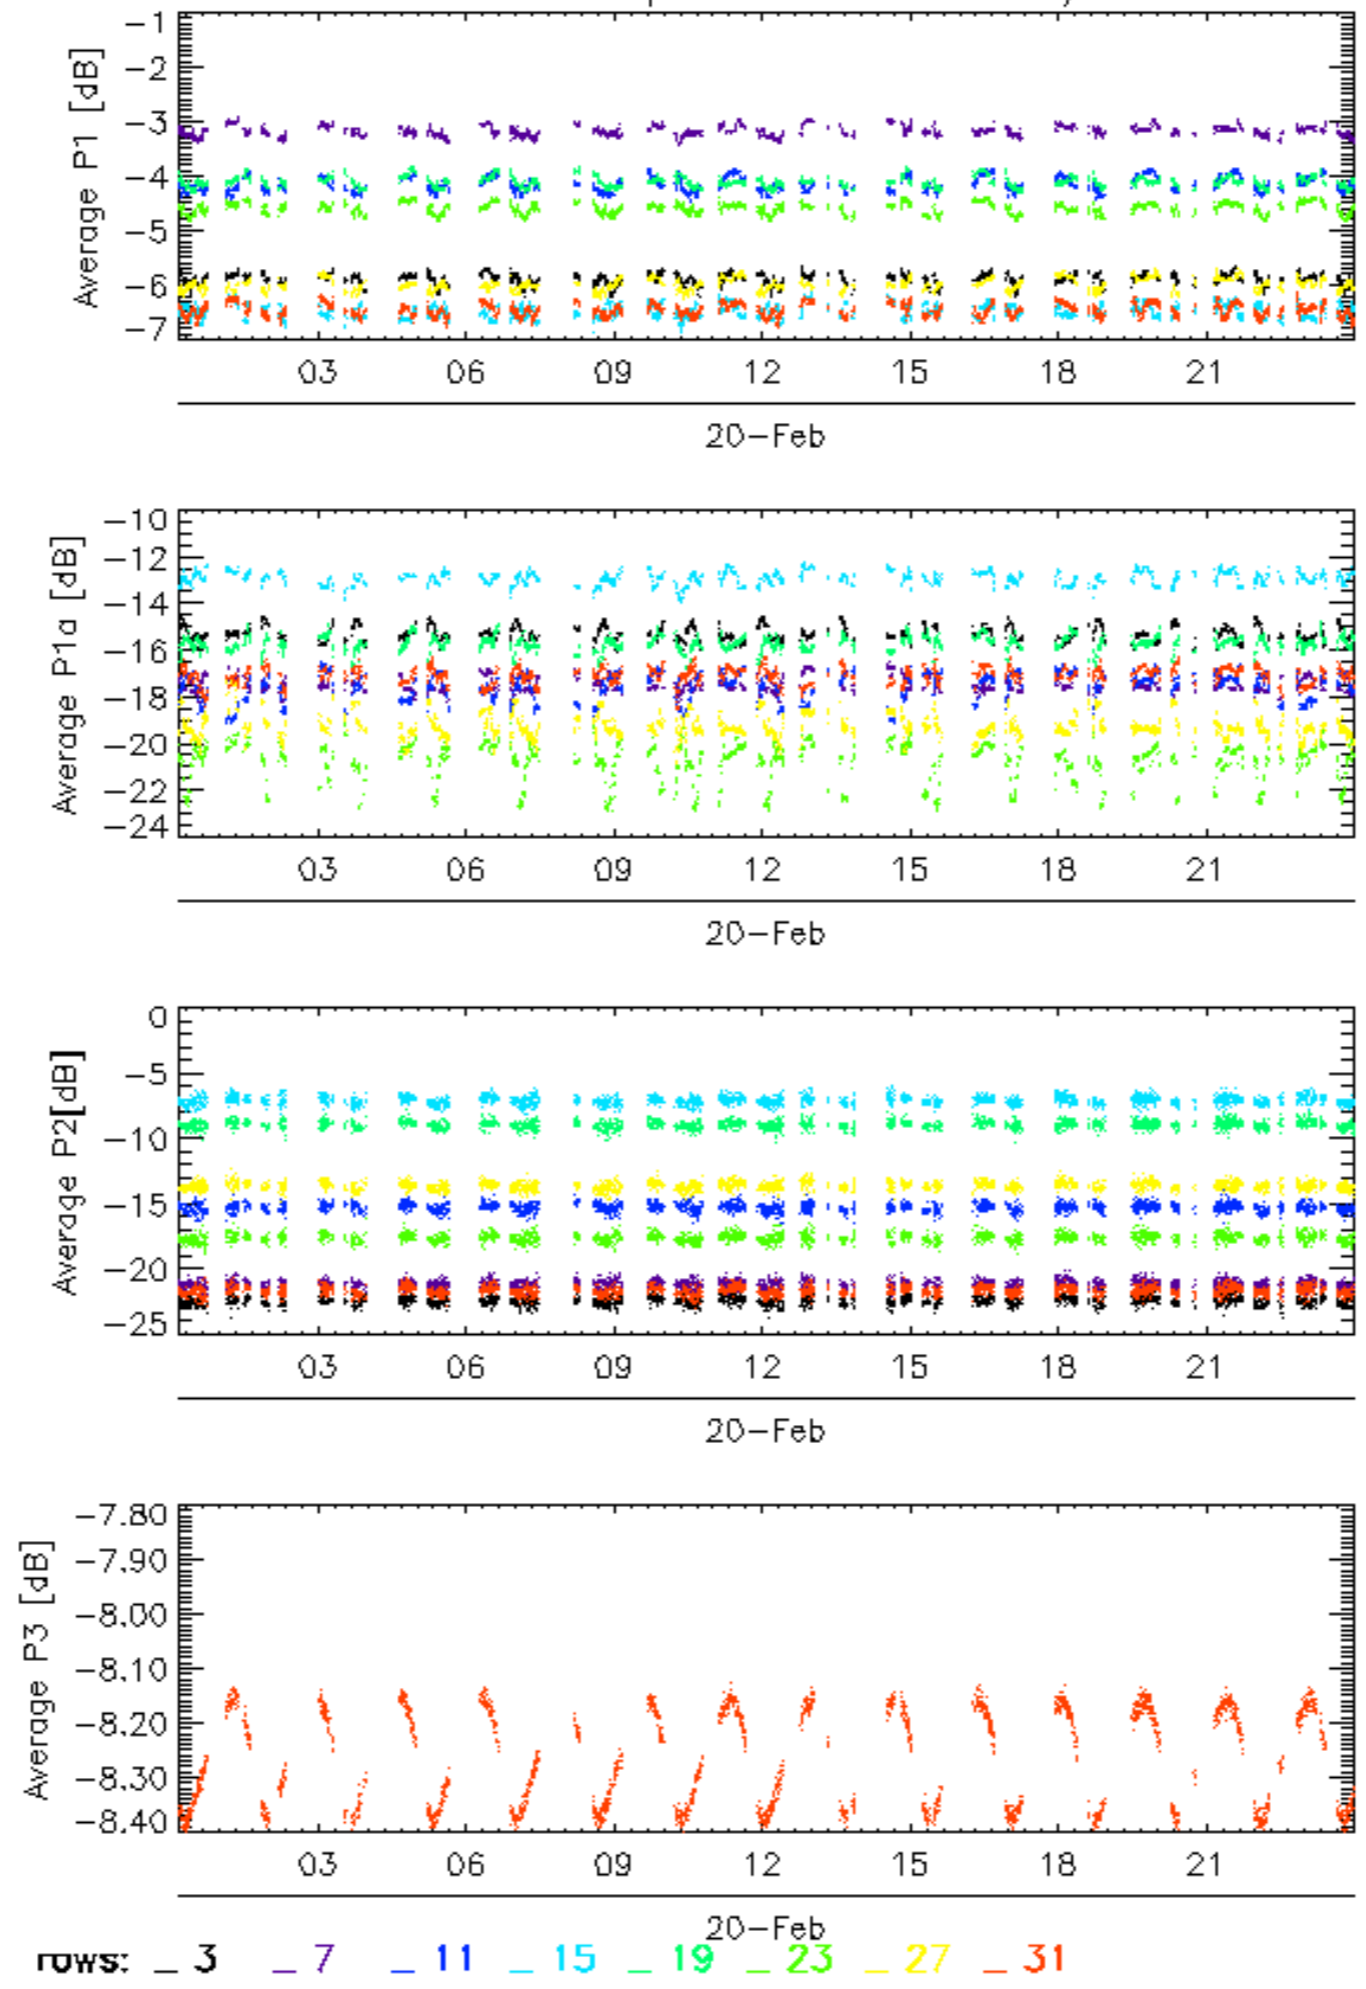 -1
-2
-3
-4
-5
-6
-7
Average P1 [dB]
03 06 09 12 15 18 21
20-Feb
-10
-12
-14
-16
-18
-20
-22
-24
Average P1a [dB]
03 06 09 12 15 18 21
20-Feb
0
-5
-10
-15
-20
-25
Average P2[dB]
03 06 09 12 15 18 21
20-Feb
-7.80
-7.90
-8.00
-8.10
-8.20
-8.30
-8.40
Average P3 [dB]
03 06 09 12 15 18 21
20-Feb
rows: _ 3 _ 7 _ 11 _ 15 _ 19 _ 23 _ 27 _ 31